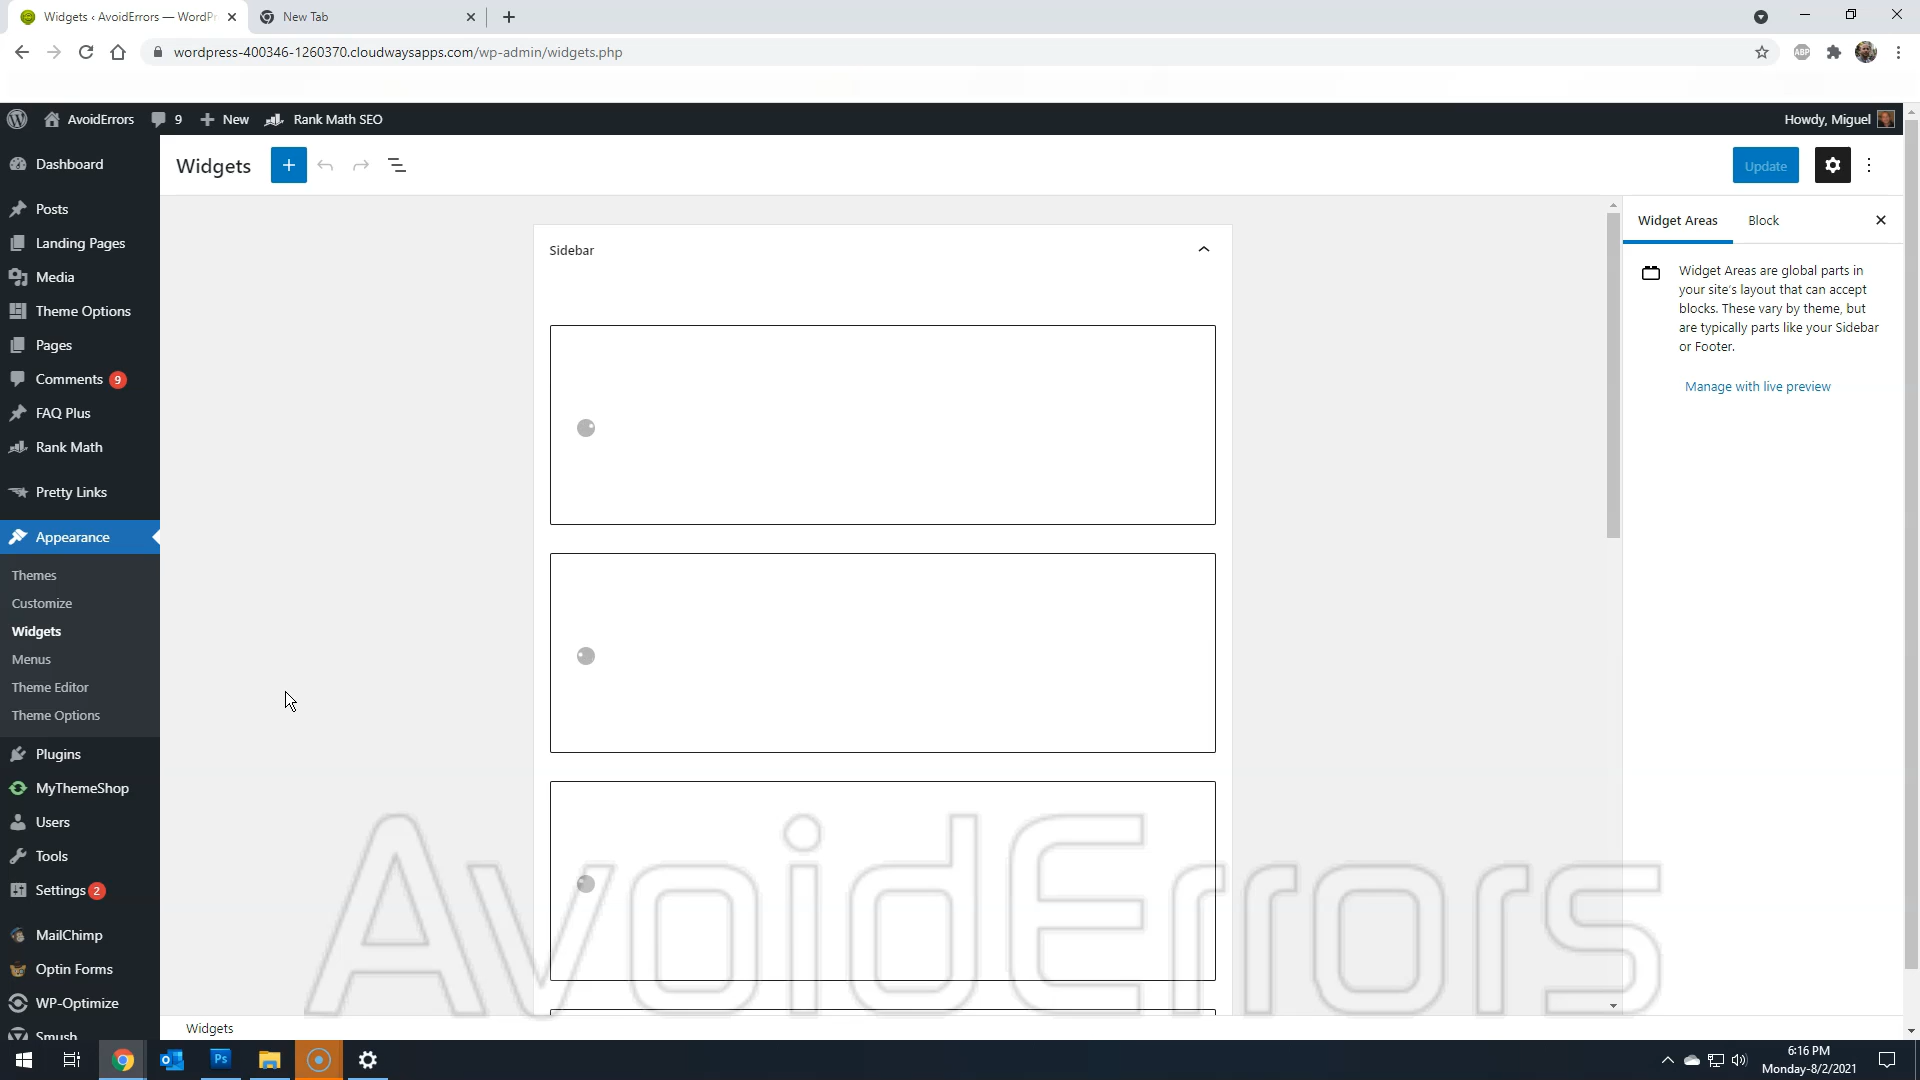 Widgets ‹ AvoidErrors — WordPr
New Tab
wordpress-400346-1260370.cloudwaysapps.com/wp-admin/widgets.php
ABP
AvoidErrors
9
New
Rank Math SEO
Howdy, Miguel
Dashboard
Posts
Landing Pages
Media
Theme Options
Pages
Comments 9
FAQ Plus
Rank Math
Pretty Links
Appearance
Themes
Customize
Widgets
Menus
Theme Editor
Theme Options
Plugins
MyThemeShop
Users
Tools
Settings 2
MailChimp
Optin Forms
WP-Optimize
Smush
Widgets
Update
Sidebar
Widget Areas
Block
Widget Areas are global parts in
your site's layout that can accept
blocks. These vary by theme, but
are typically parts like your Sidebar
or Footer.
Manage with live preview
AvoidErrors
Widgets
Ps
6:16 PM
Monday-8/2/2021